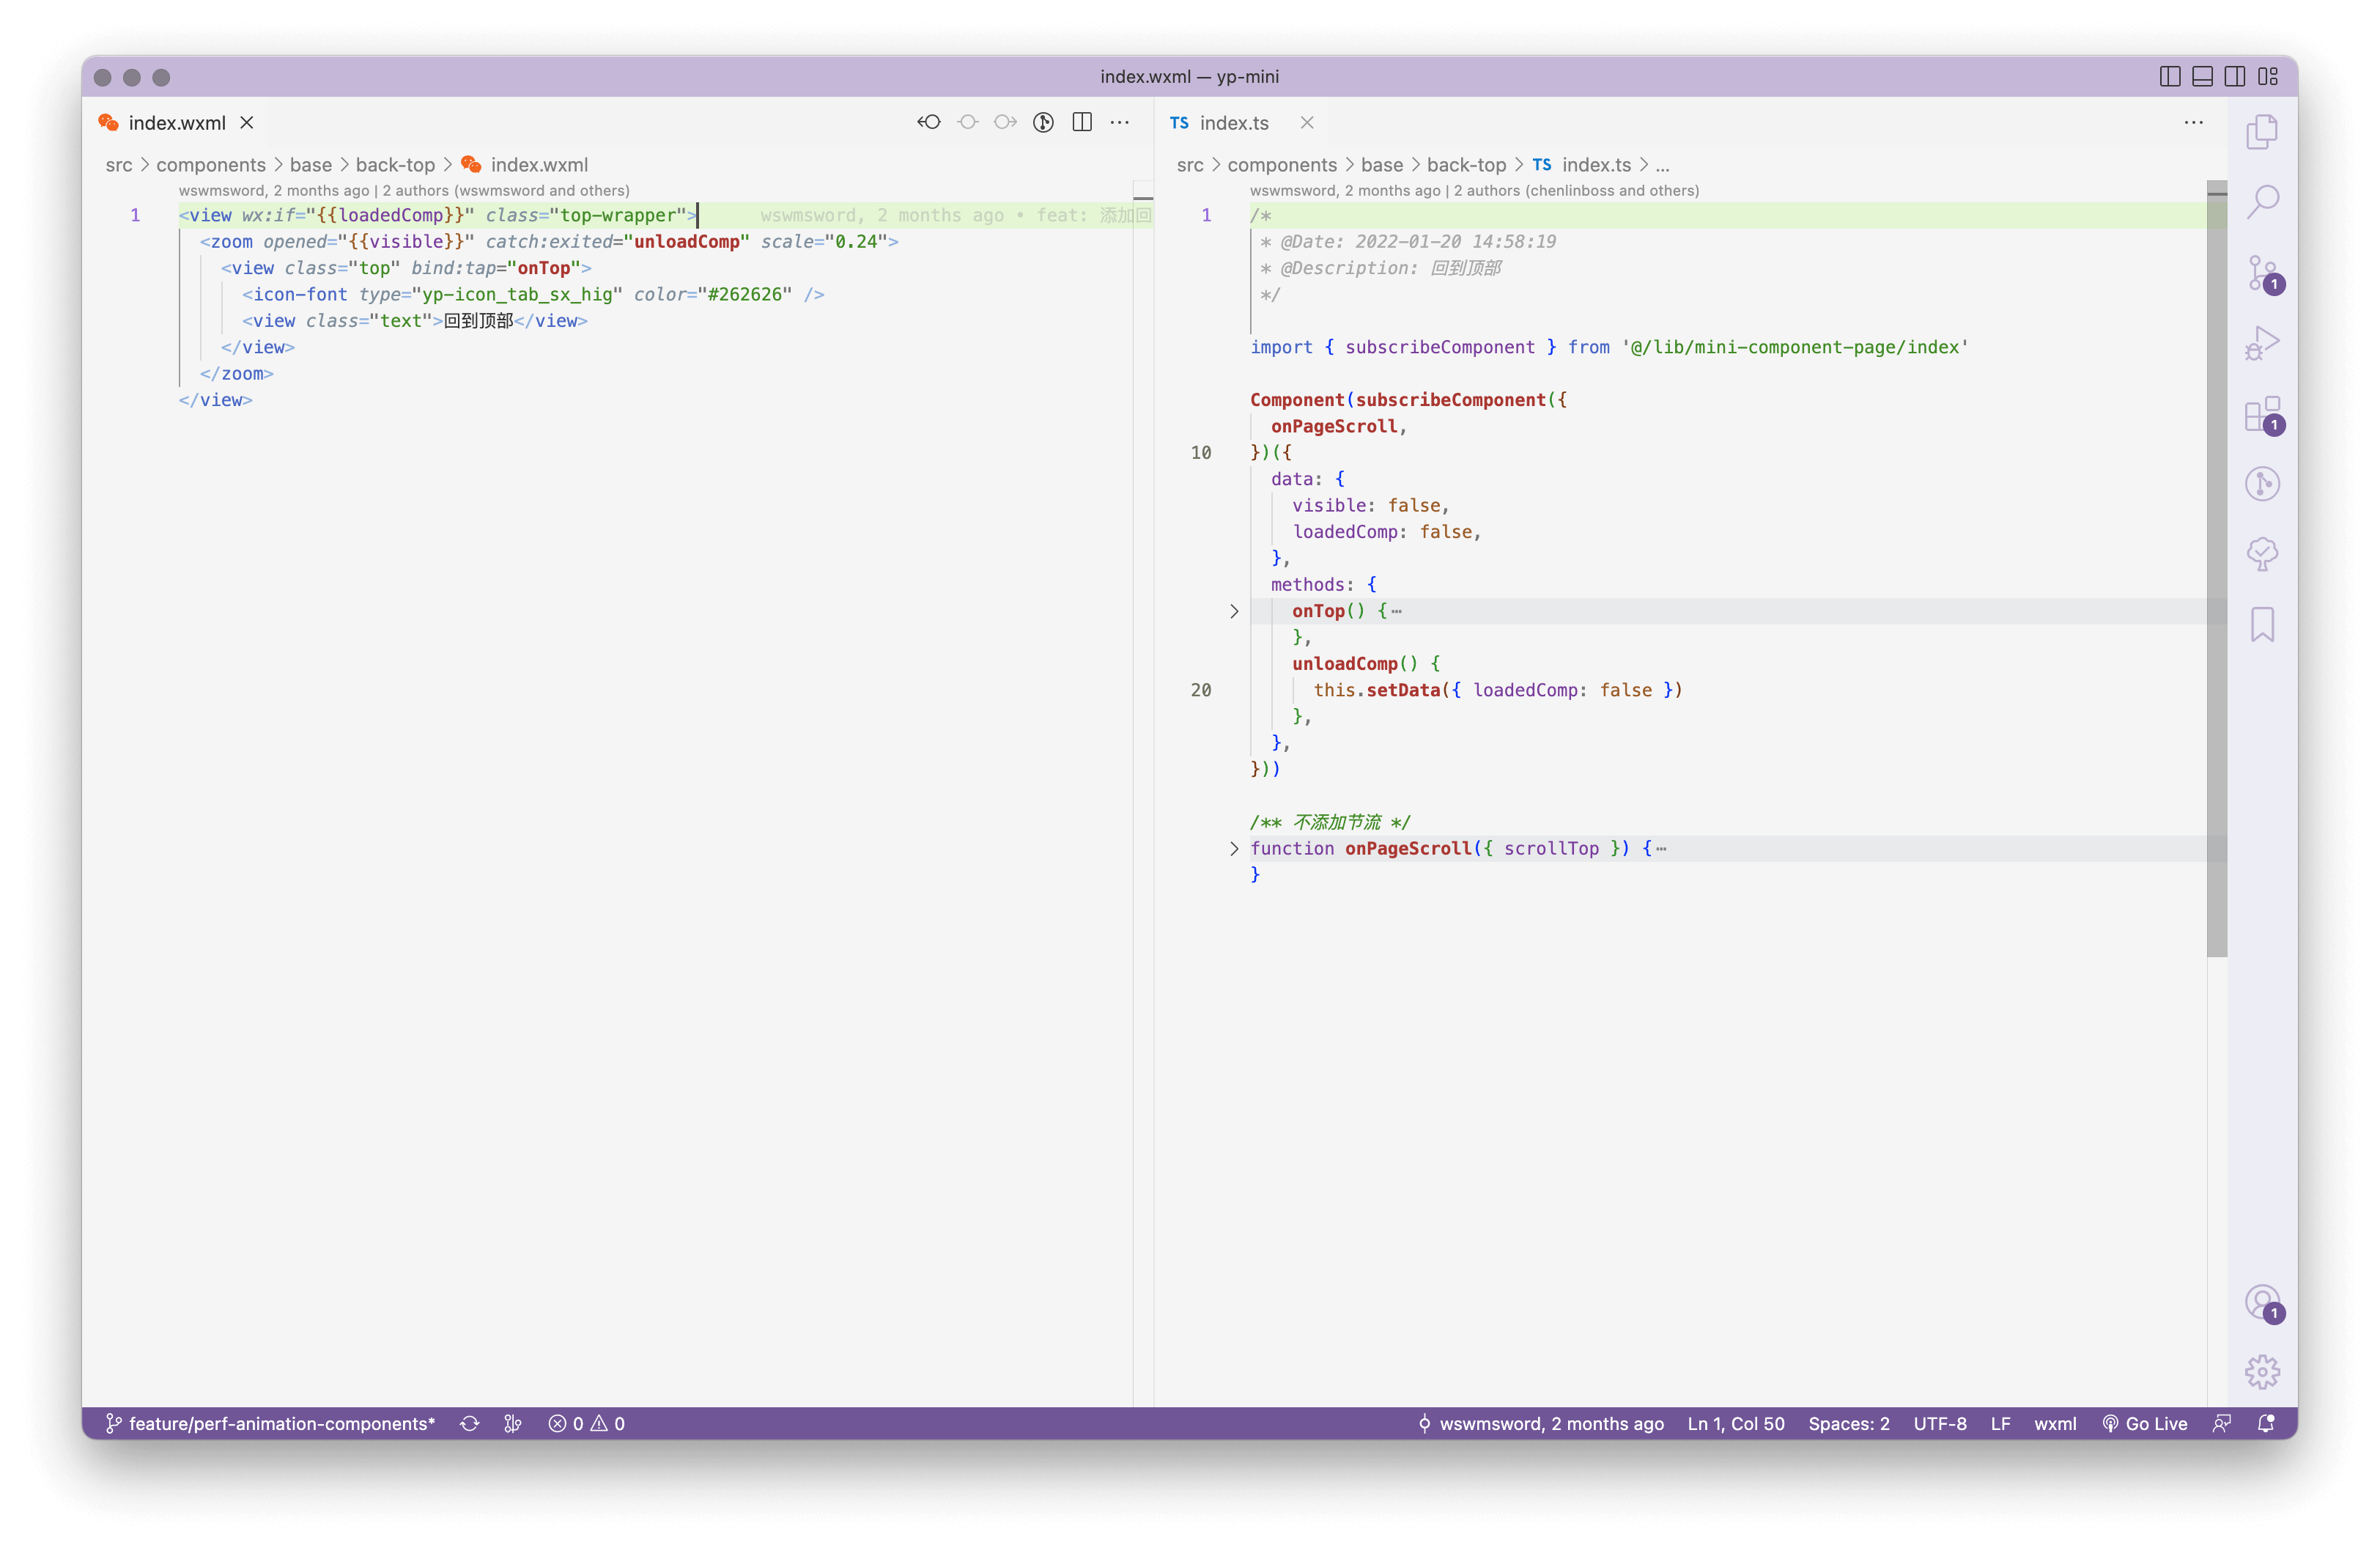 index.wxml — yp-mini
index.wxml
src > components > base > back-top > index.wxml
wswmsword, 2 months ago | 2 authors (wswmsword and others)
1 <view wx:if="{{loadedComp}}" class="top-wrapper"> wswmsword, 2 months ago • feat: 添加回
<zoom opened="{{visible}}" catch:exited="unloadComp" scale="0.24">
<view class="top" bind:tap="onTop">
<icon-font type="yp-icon_tab_sx_hig" color="#262626" />
<view class="text">回到顶部</view>
</view>
</zoom>
</view>
TS index.ts
src > components > base > back-top > TS index.ts > ...
wswmsword, 2 months ago | 2 authors (chenlinboss and others)
1 /*
* @Date: 2022-01-20 14:58:19
* @Description: 回到顶部
*/
import { subscribeComponent } from '@/lib/mini-component-page/index'
Component(subscribeComponent({
onPageScroll,
10 })({
data: {
visible: false,
loadedComp: false,
},
methods: {
onTop() {⋯
},
unloadComp() {
20 this.setData({ loadedComp: false })
},
},
}))
/** 不添加节流 */
function onPageScroll({ scrollTop }) {⋯
}
1
1
1
feature/perf-animation-components* 0 0 wswmsword, 2 months ago Ln 1, Col 50 Spaces: 2 UTF-8 LF wxml Go Live